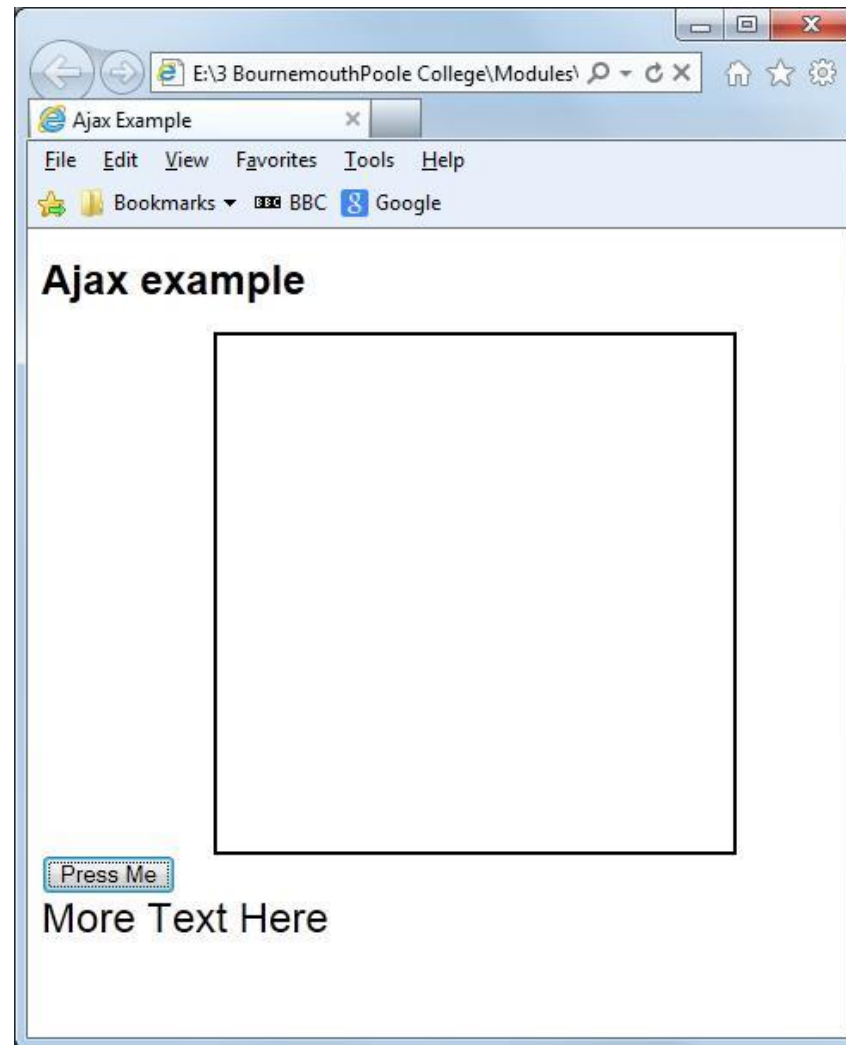 E:\3 BournemouthPoole College\Modules\
Ajax Example
File Edit View Favorites Tools Help
Bookmarks BBC BBC Google
Ajax example
Press Me
More Text Here